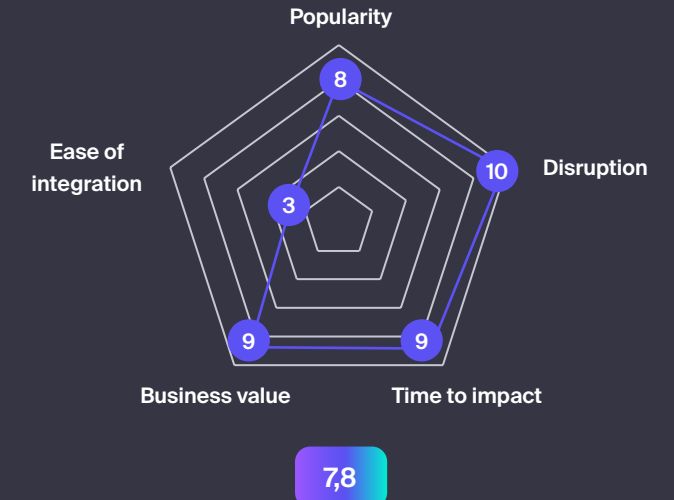 Popularity
8
Ease of
integration
3
10
Disruption
9
9
Business value
Time to impact
7,8